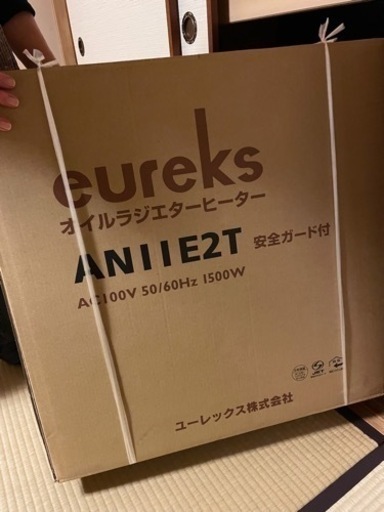 eureks
オイルラジエターヒーター
AN11E2T 安全ガード付
AC100V 50/60Hz 1500W
ユーレックス株式会社